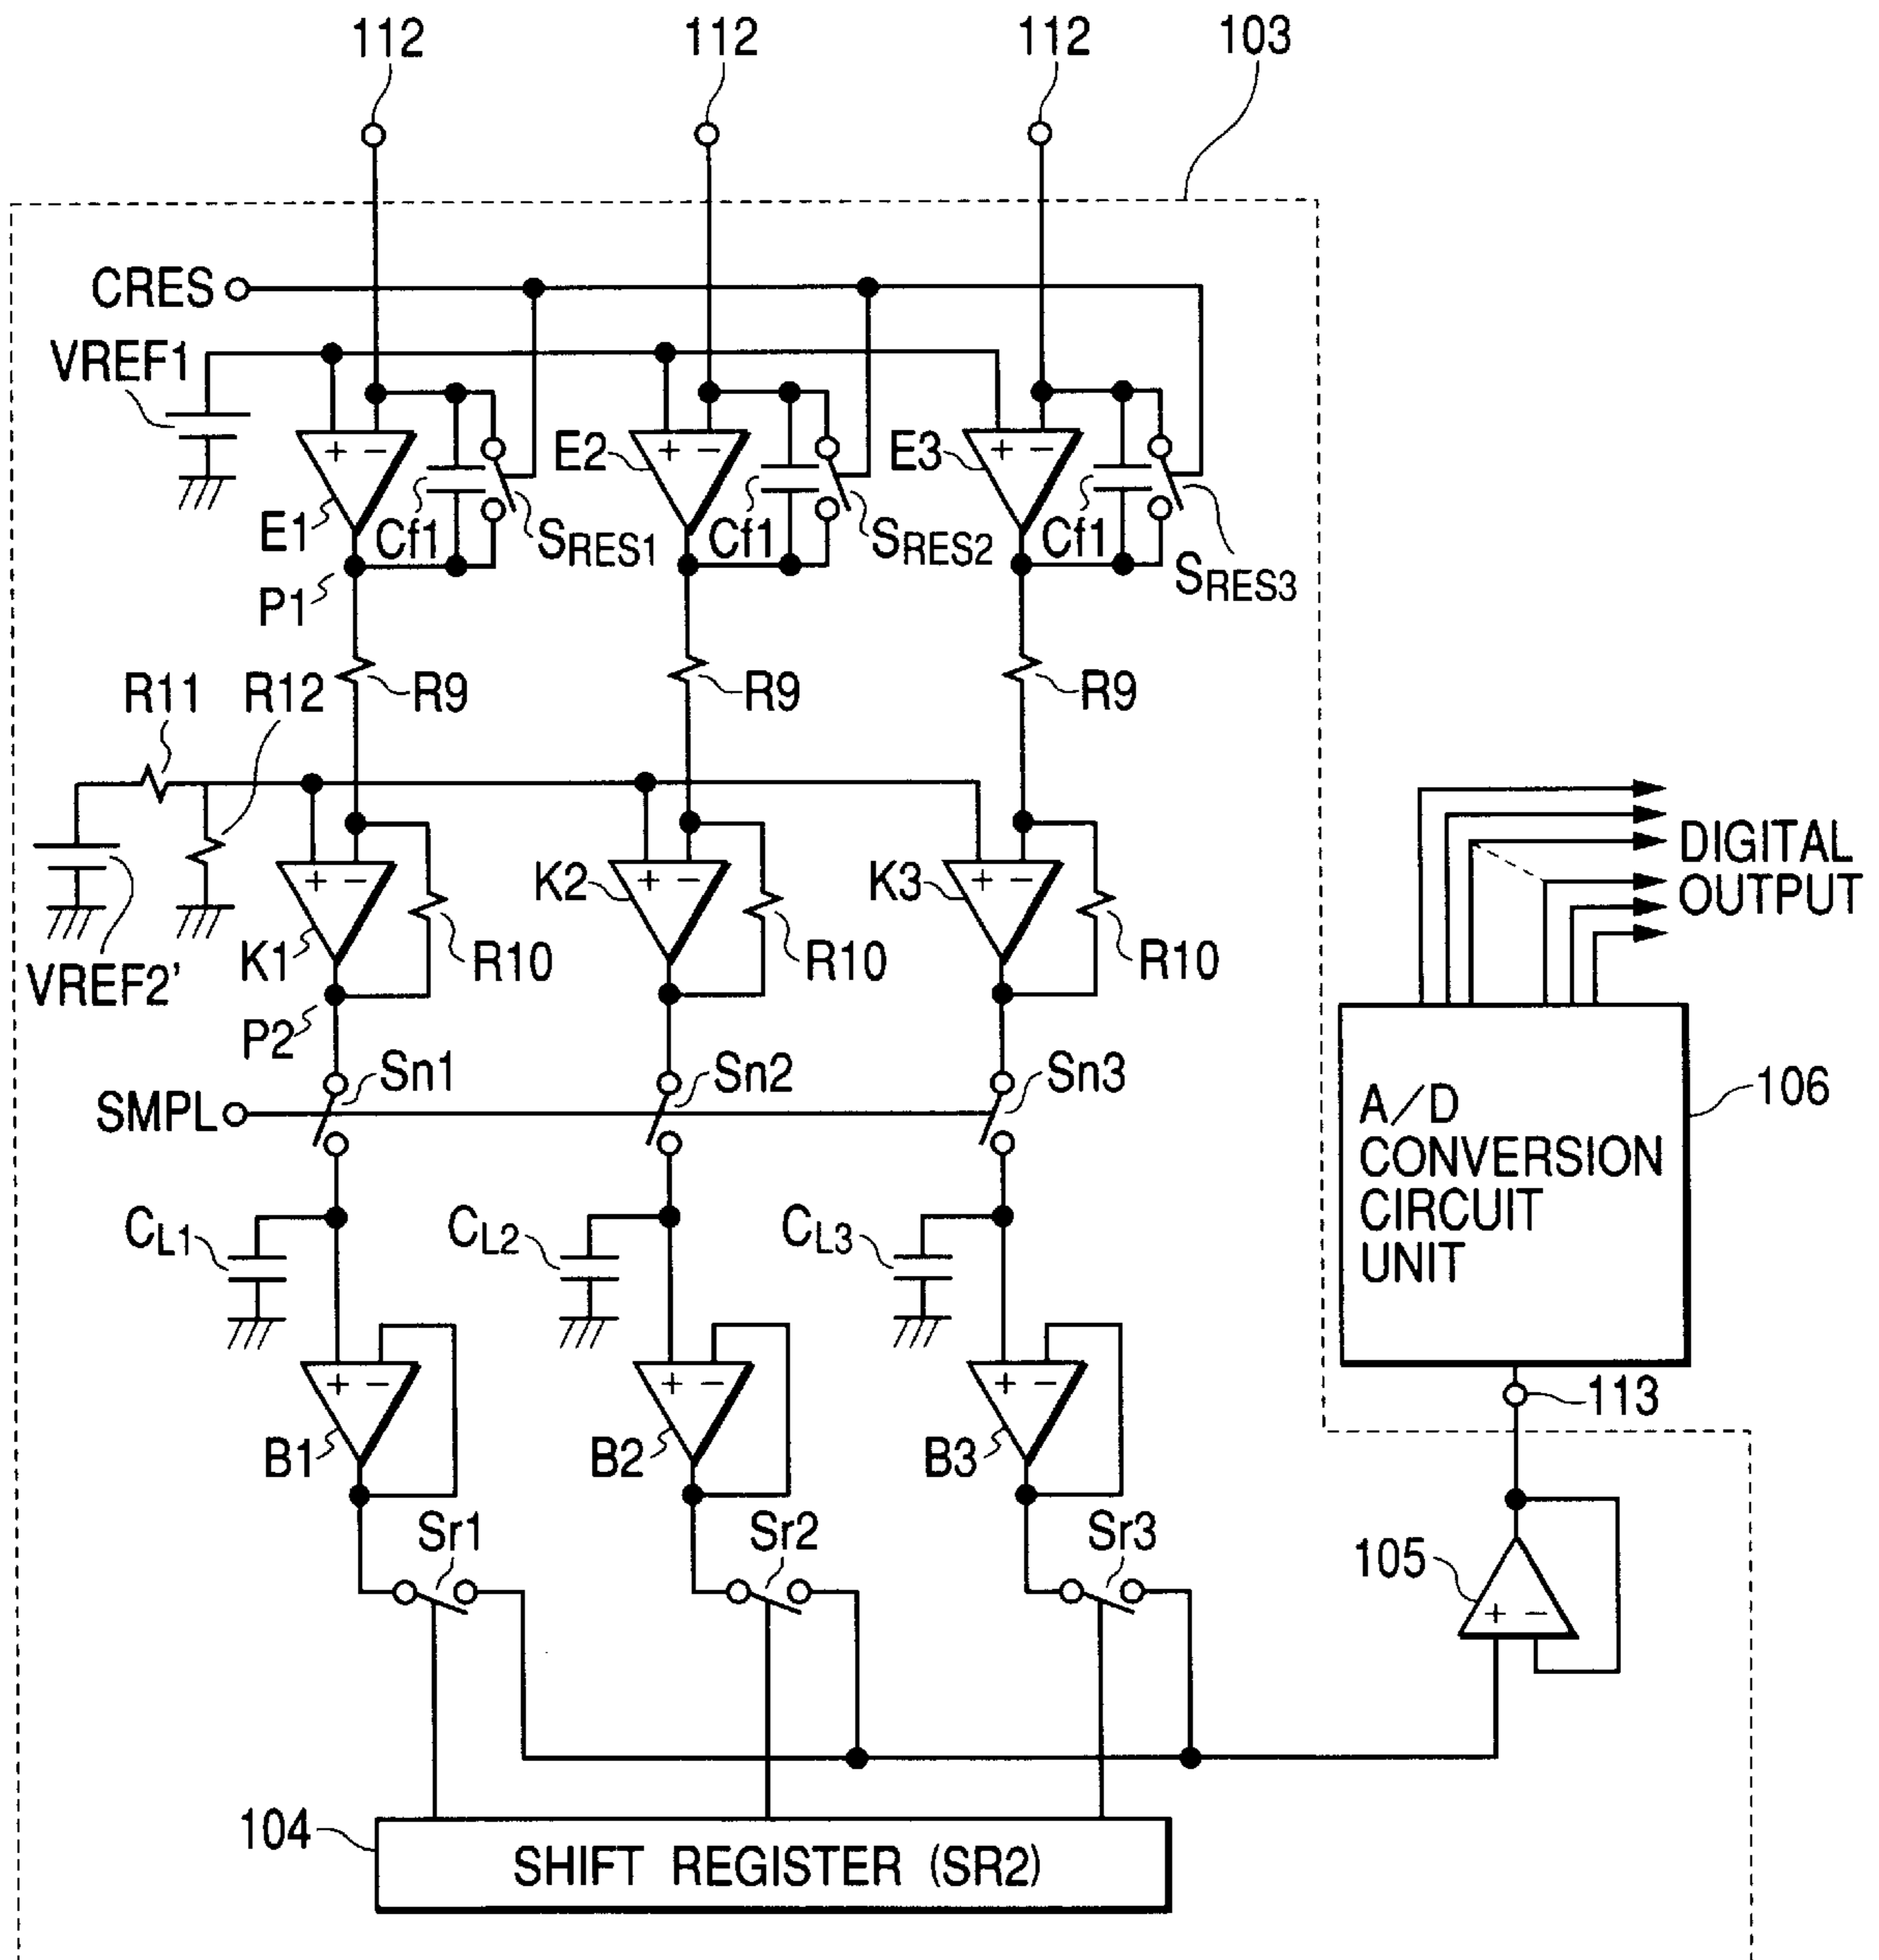 112 112 112 103
CRES
VREF1
+ − + − + −
E1 E2 E3
Cf1 Cf1 Cf1
SRES1 SRES2 SRES3
P1
R11 R12 R9 R9 R9
+ − + − + −
K1 K2 K3
R10 R10 R10
VREF2'
P2
DIGITAL
OUTPUT
Sn1 Sn2 Sn3
SMPL
A/D
CONVERSION
CIRCUIT
UNIT
106
CL1 CL2 CL3
+ − + − + −
113
B1 B2 B3
Sr1 Sr2 Sr3
105
+ −
104
SHIFT REGISTER (SR2)